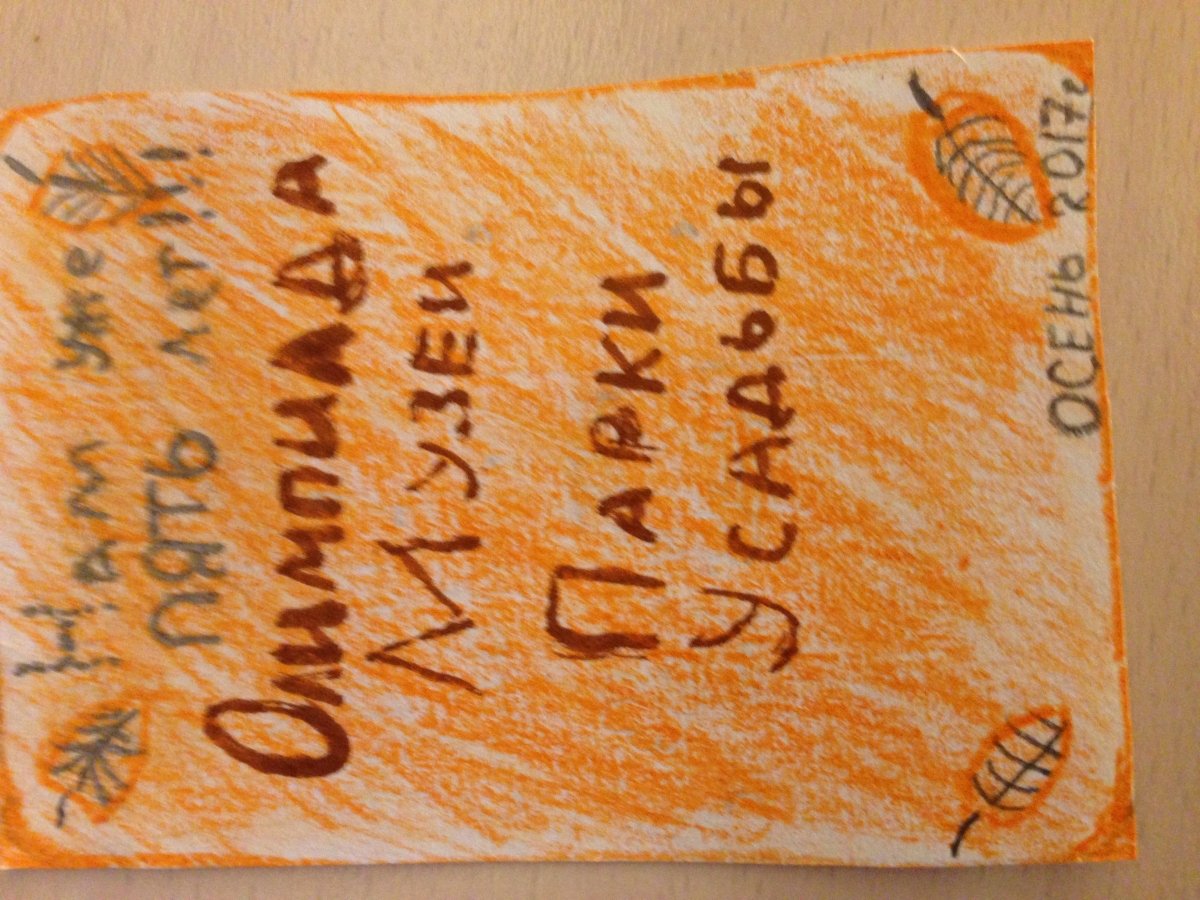 Нам уже
ПЯТЬ лет!!!
ОЛИМПИАДА
МУЗЕИ
ПАРКИ
УСАДЬБЫ
ОСЕНЬ 2017г